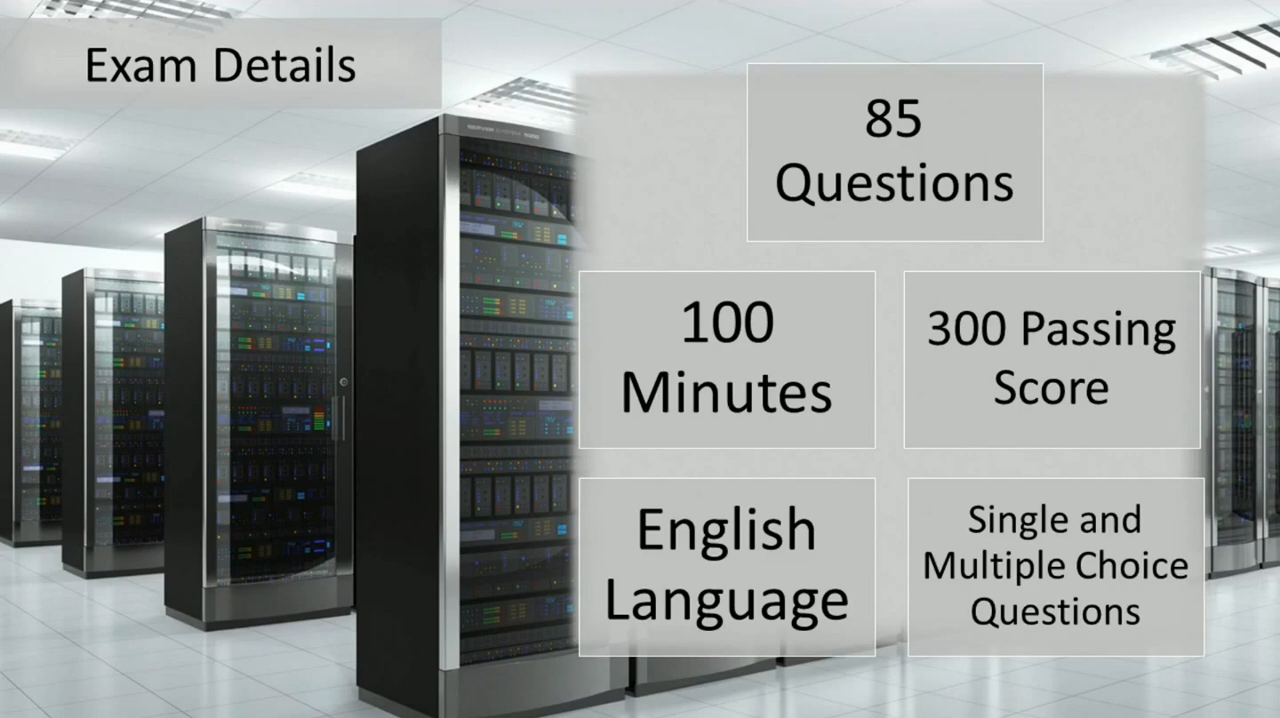 Exam Details
85
Questions
100
Minutes
300 Passing
Score
English
Language
Single and
Multiple Choice
Questions